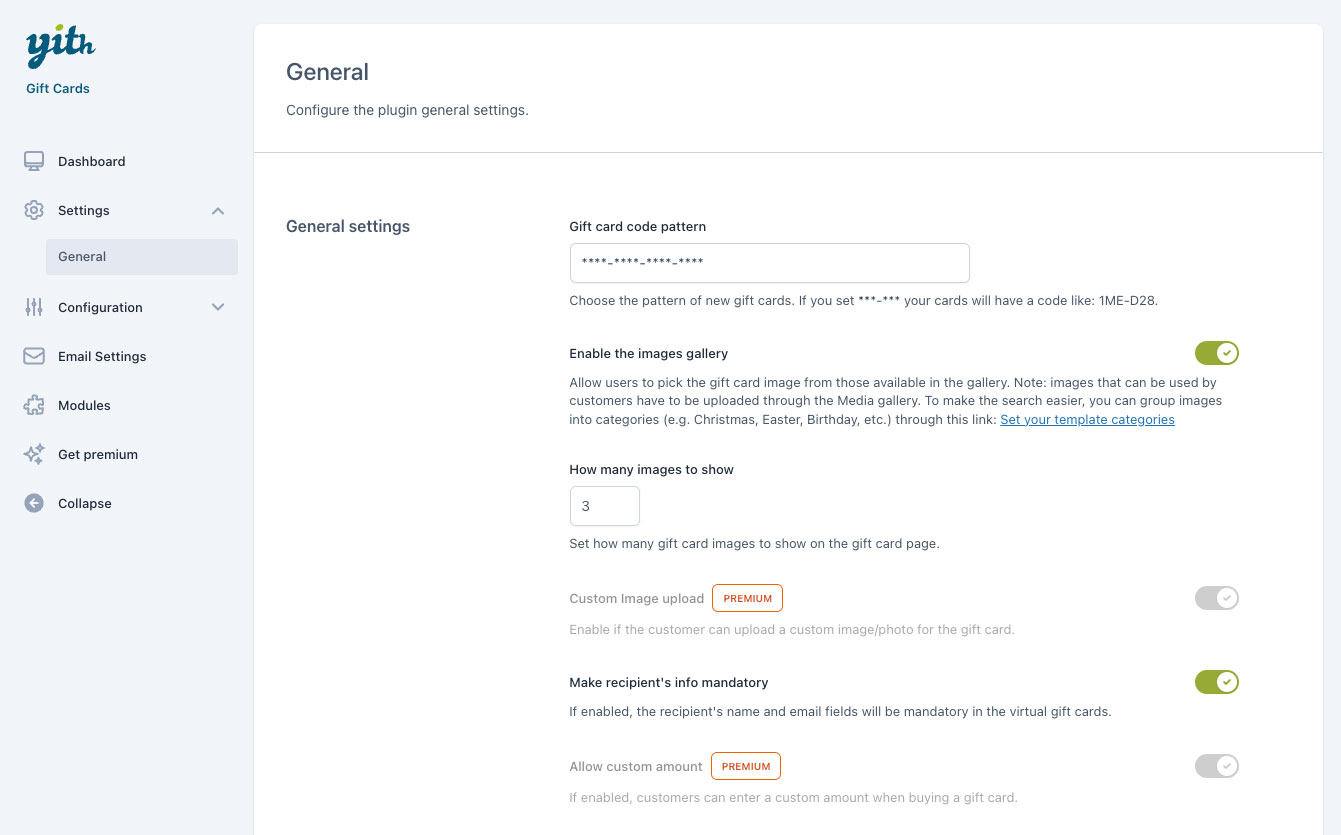 yith
Gift Cards
Dashboard
Settings
General
Configuration
Email Settings
Modules
Get premium
Collapse
General
Configure the plugin general settings.
General settings
Gift card code pattern
****-****-****-****
Choose the pattern of new gift cards. If you set ***-*** your cards will have a code like: 1ME-D28.
Enable the images gallery
Allow users to pick the gift card image from those available in the gallery. Note: images that can be used by
customers have to be uploaded through the Media gallery. To make the search easier, you can group images
into categories (e.g. Christmas, Easter, Birthday, etc.) through this link: Set your template categories
How many images to show
3
Set how many gift card images to show on the gift card page.
Custom Image upload PREMIUM
Enable if the customer can upload a custom image/photo for the gift card.
Make recipient's info mandatory
If enabled, the recipient's name and email fields will be mandatory in the virtual gift cards.
Allow custom amount PREMIUM
If enabled, customers can enter a custom amount when buying a gift card.